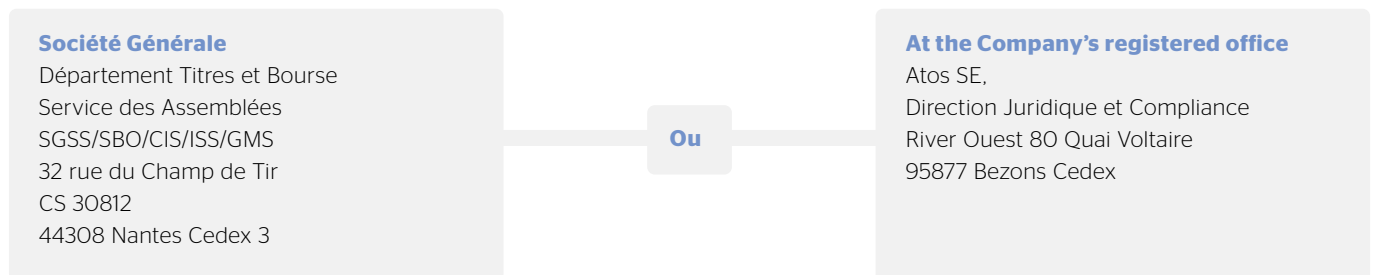 Société Générale
Département Titres et Bourse
Service des Assemblées
SGSS/SBO/CIS/ISS/GMS
32 rue du Champ de Tir
CS 30812
44308 Nantes Cedex 3
Ou
At the Company’s registered office
Atos SE,
Direction Juridique et Compliance
River Ouest 80 Quai Voltaire
95877 Bezons Cedex